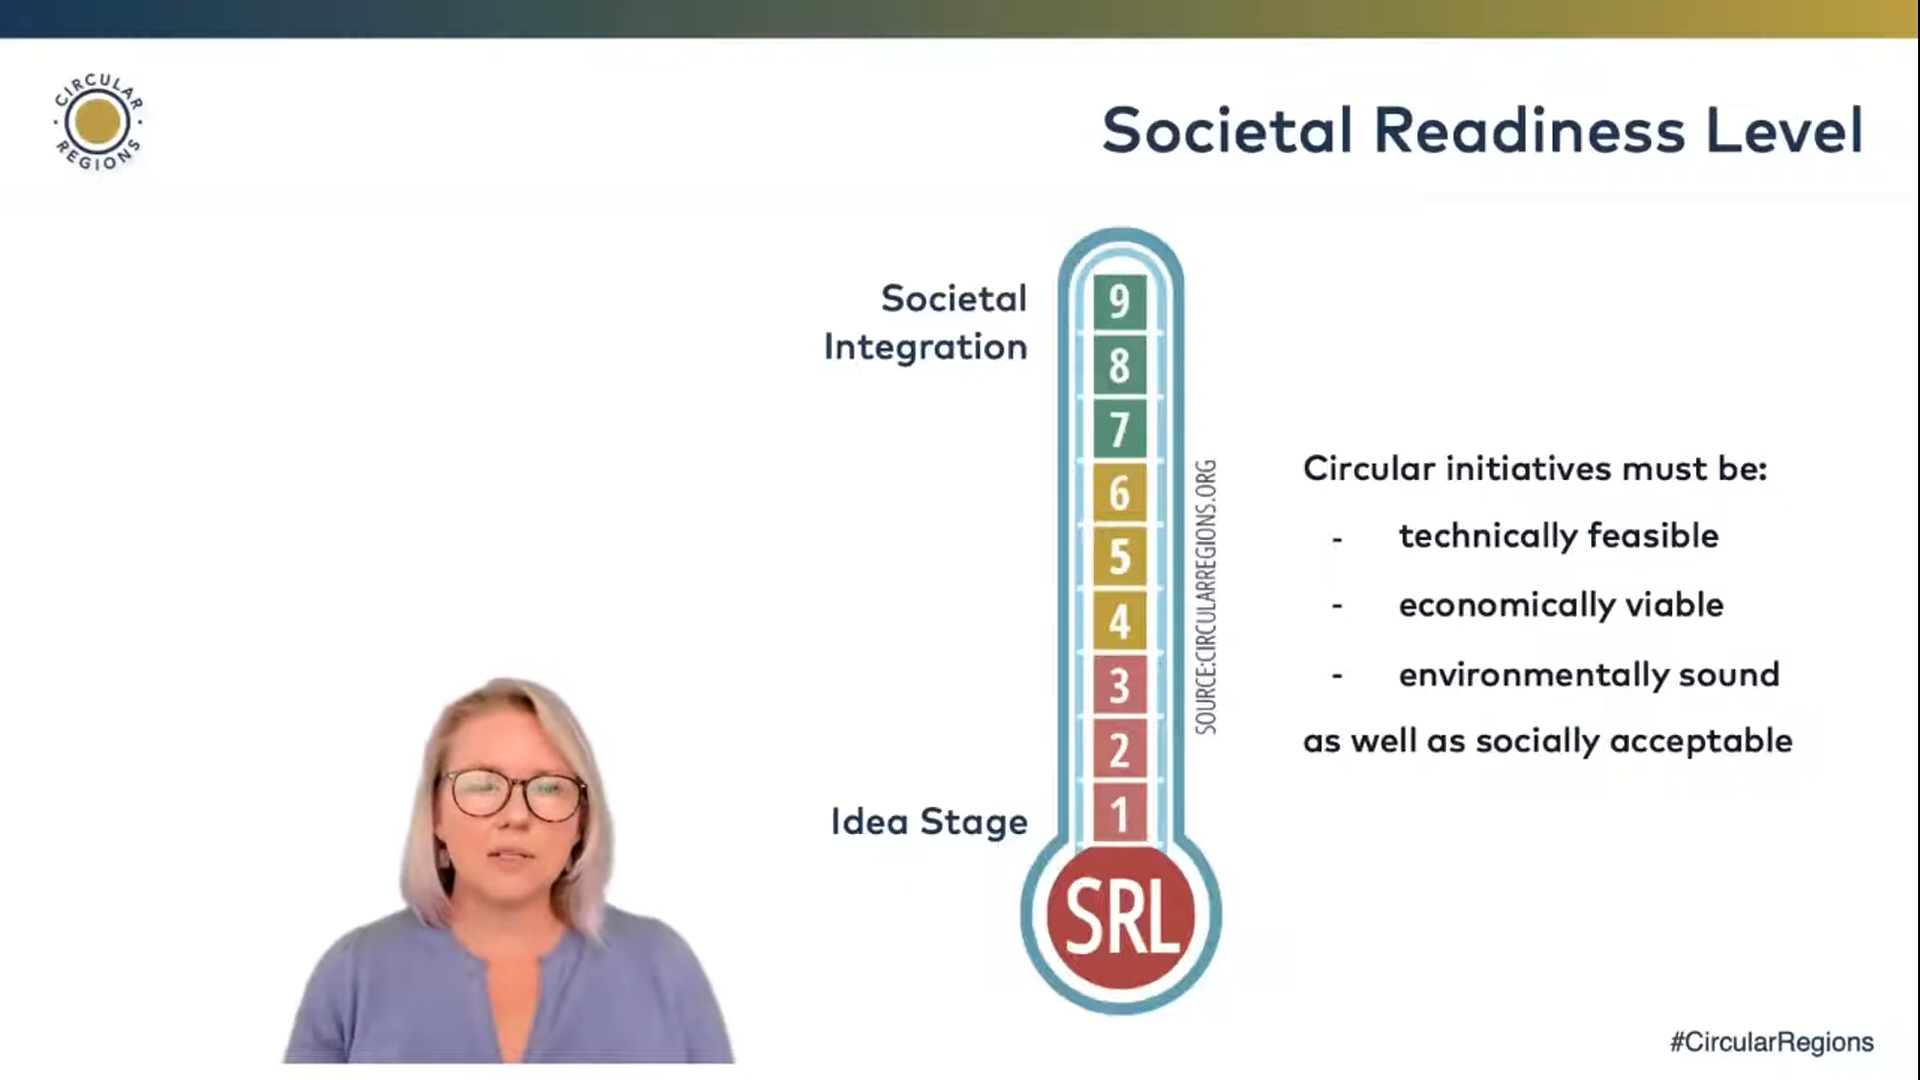 CIRCULAR
REGIONS
Societal Readiness Level
Societal
Integration
9
8
7
6
5
4
3
2
1
Idea Stage
SRL
SOURCE:CIRCULARREGIONS.ORG
Circular initiatives must be:
- technically feasible
- economically viable
- environmentally sound
as well as socially acceptable
#CircularRegions